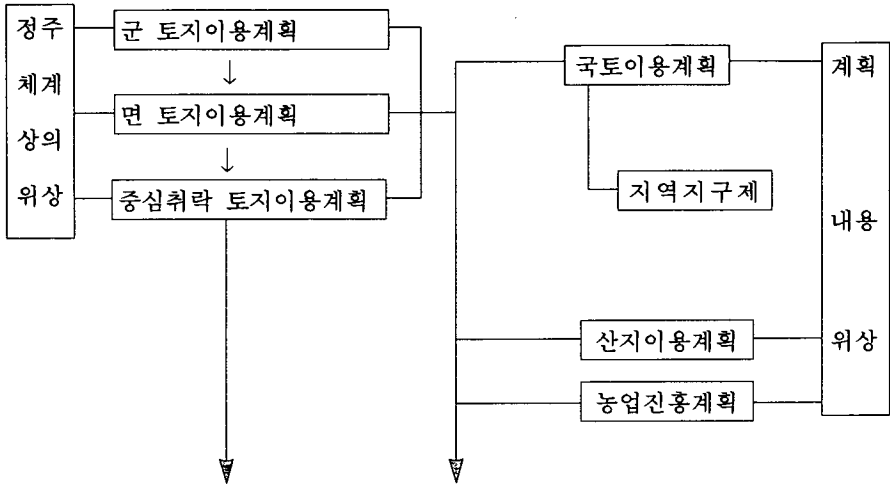 정주
체계
상의
위상
군 토지이용계획
↓
면 토지이용계획
↓
중심취락 토지이용계획
국토이용계획
지역지구제
산지이용계획
농업진흥계획
계획
내용
위상